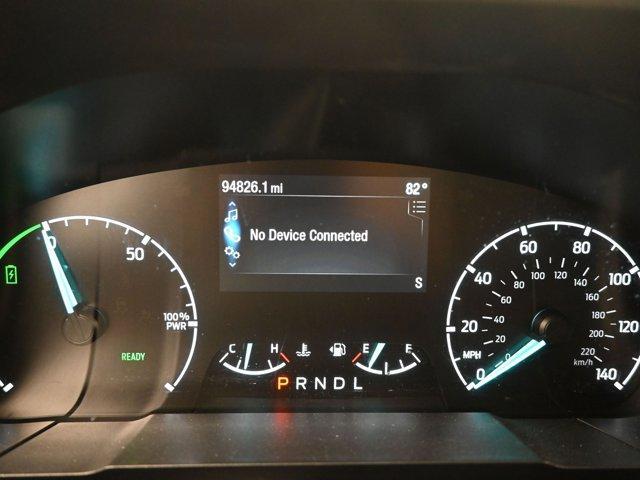 94826.1 mi 82°
No Device Connected
S
0 50 100% PWR
READY
C H E F
P R N D L
0 20 40 60 80 100 120 140
MPH
0 20 40 60 80 100 120 140 160 180 200 220
km/h